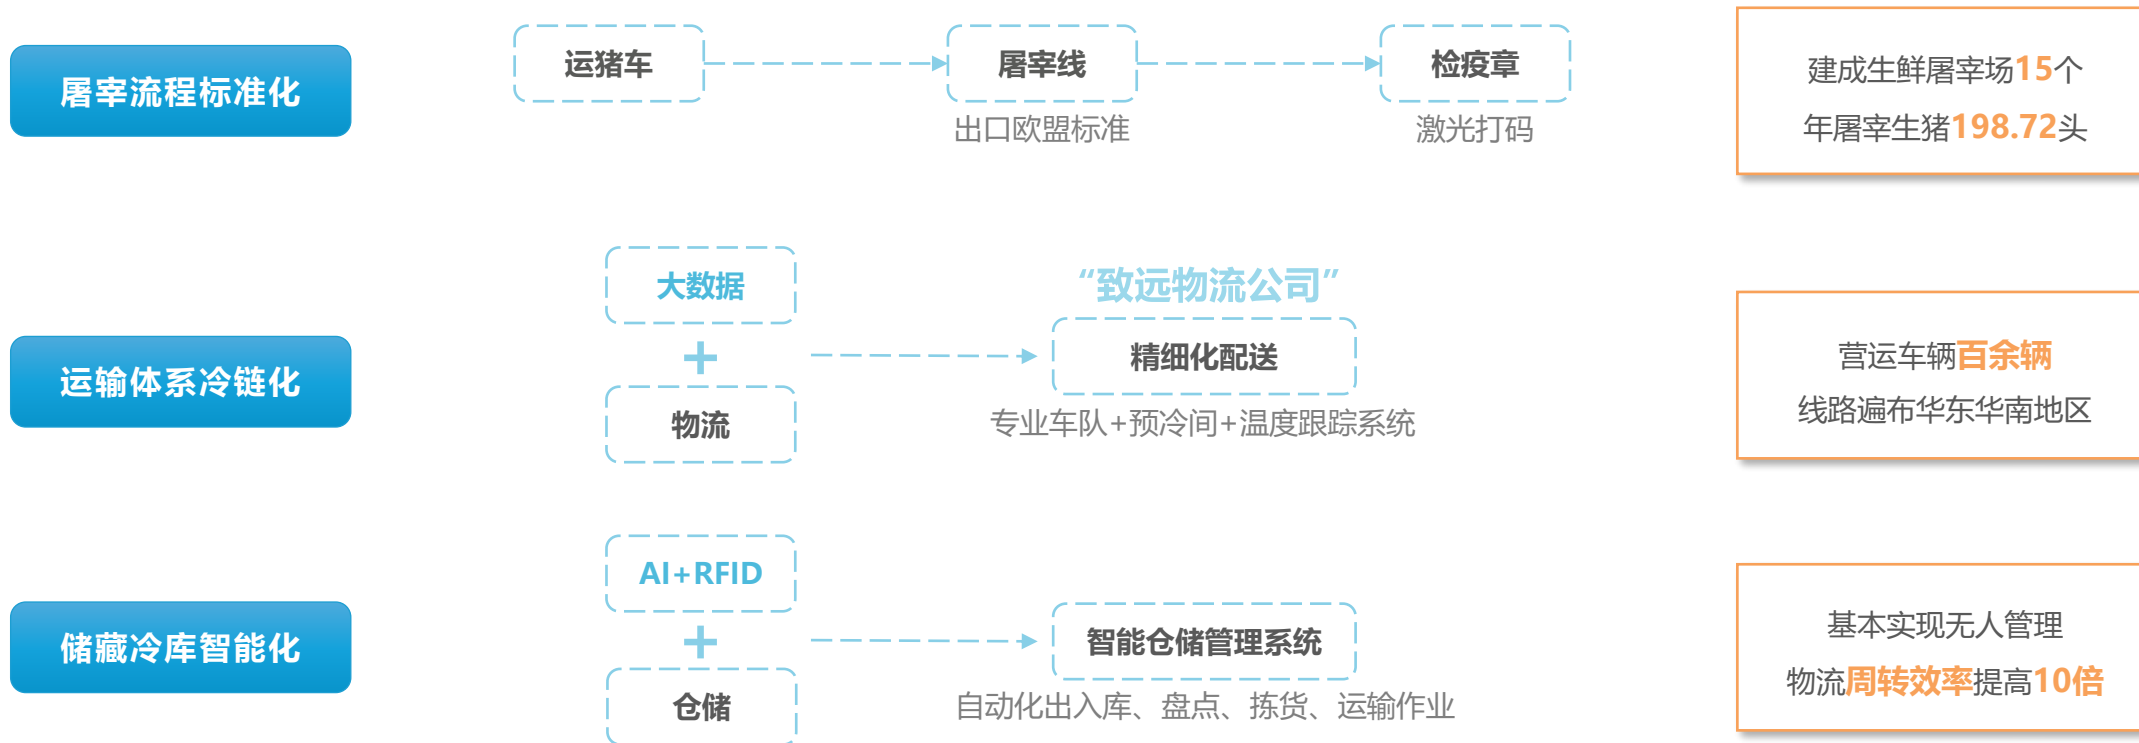 屠宰流程标准化
运猪车
屠宰线
检疫章
出口欧盟标准
激光打码
建成生鲜屠宰场15个
年屠宰生猪198.72头
运输体系冷链化
大数据
+
物流
“致远物流公司”
精细化配送
专业车队+预冷间+温度跟踪系统
营运车辆百余辆
线路遍布华东华南地区
储藏冷库智能化
AI+RFID
+
仓储
智能仓储管理系统
自动化出入库、盘点、拣货、运输作业
基本实现无人管理
物流周转效率提高10倍